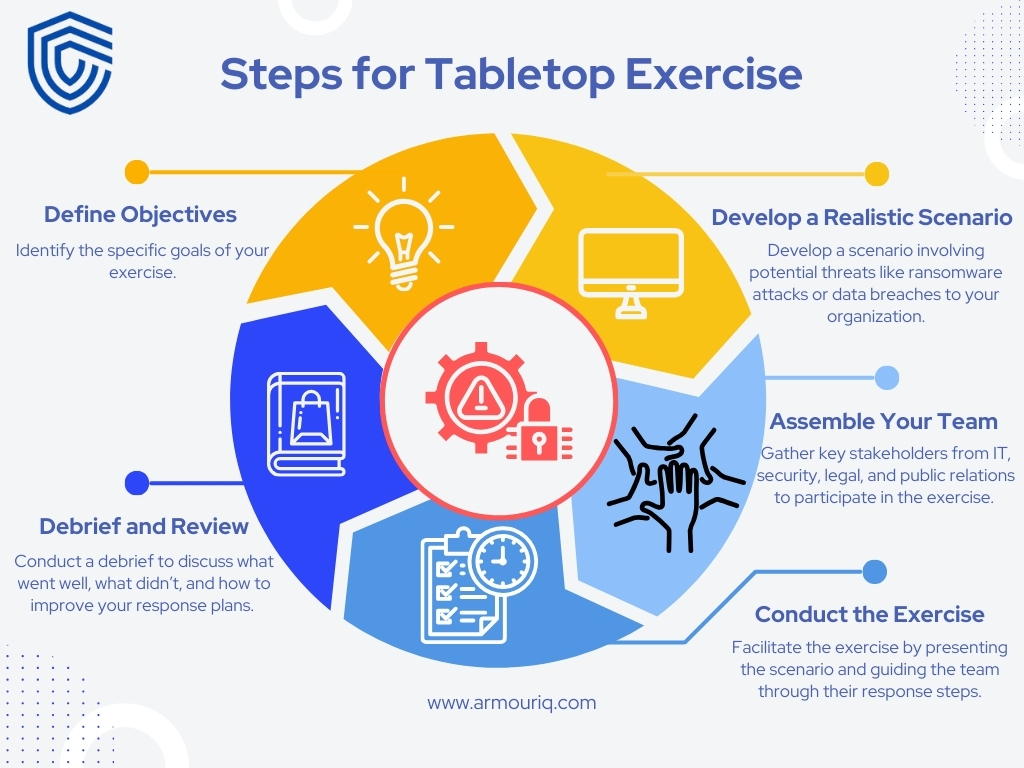 Steps for Tabletop Exercise
Define Objectives
Identify the specific goals of your
exercise.
Develop a Realistic Scenario
Develop a scenario involving
potential threats like ransomware
attacks or data breaches to your
organization.
Assemble Your Team
Gather key stakeholders from IT,
security, legal, and public relations
to participate in the exercise.
Conduct the Exercise
Facilitate the exercise by presenting
the scenario and guiding the team
through their response steps.
Debrief and Review
Conduct a debrief to discuss what
went well, what didn’t, and how to
improve your response plans.
www.armouriq.com